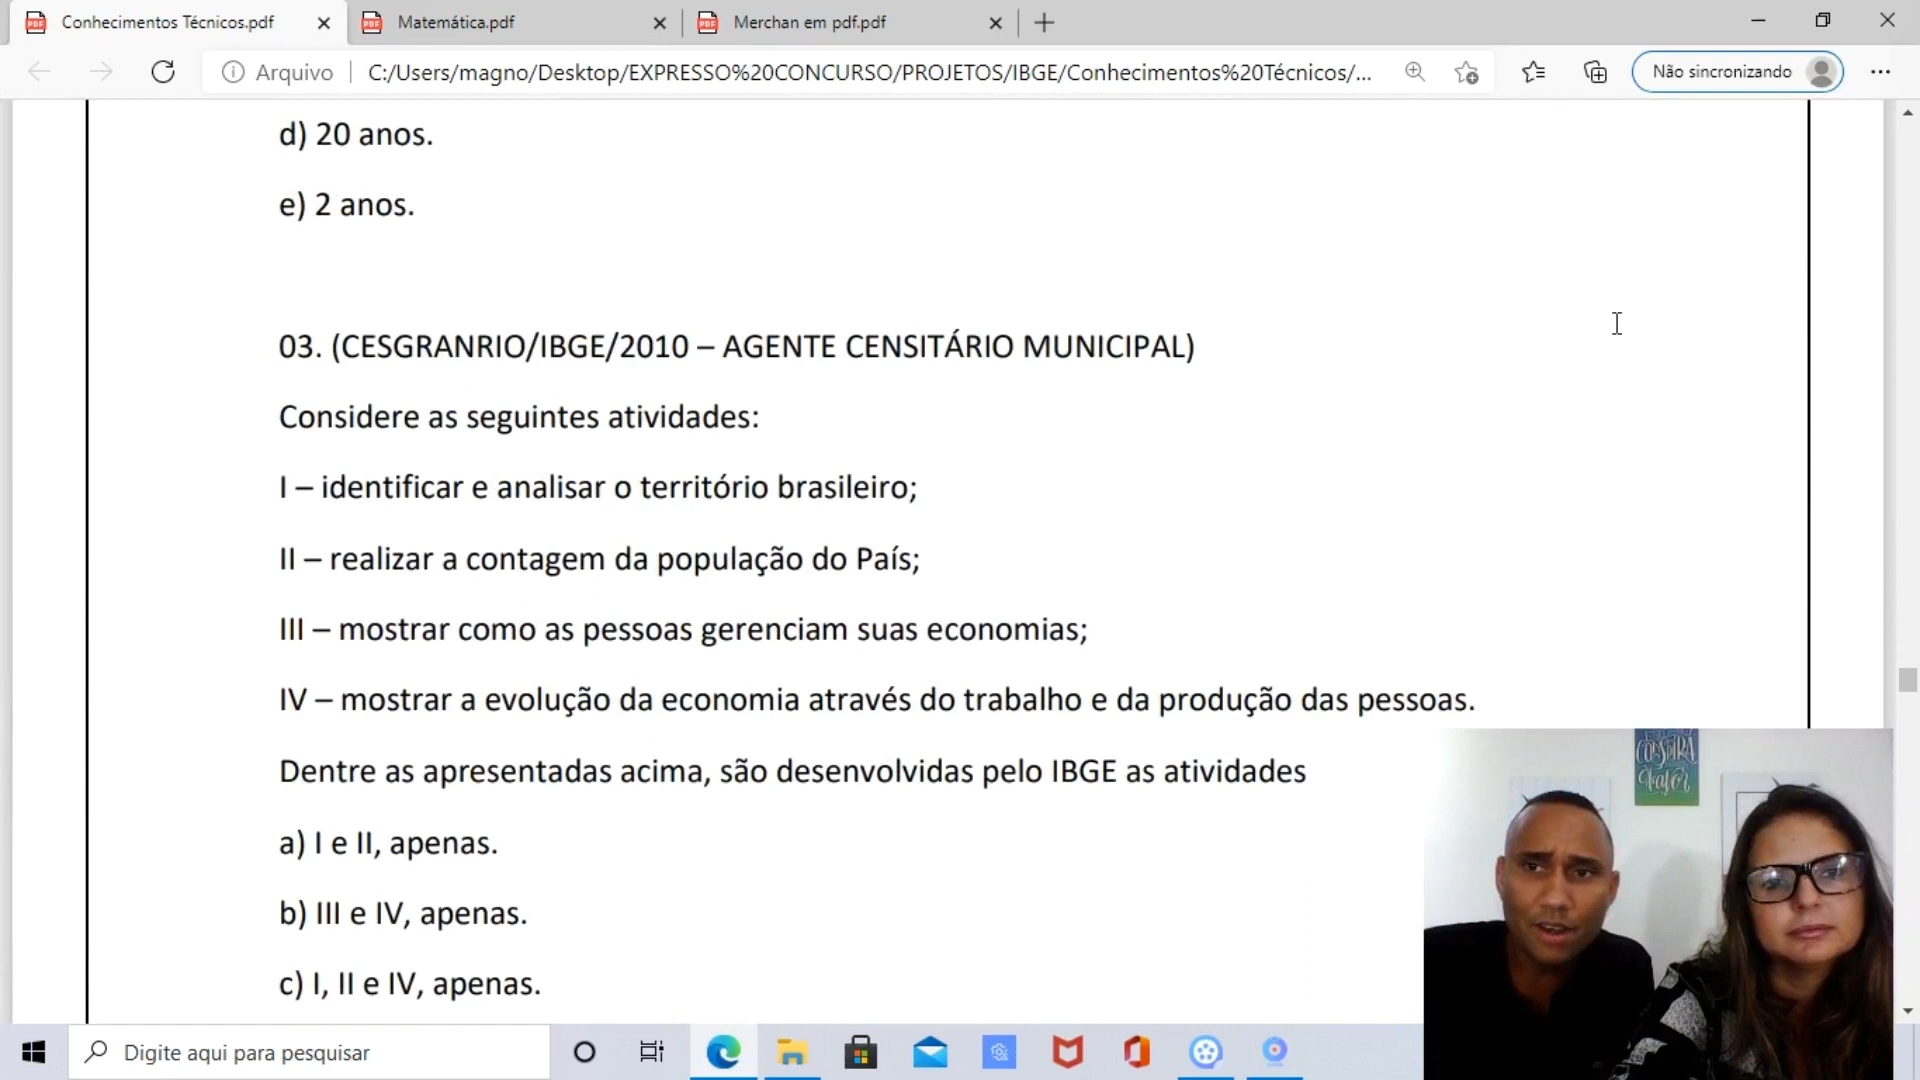 Conhecimentos Técnicos.pdf
Matemática.pdf
Merchan em pdf.pdf
Arquivo
C:/Users/magno/Desktop/EXPRESSO%20CONCURSO/PROJETOS/IBGE/Conhecimentos%20Técnicos/...
Não sincronizando
d) 20 anos.
e) 2 anos.
03. (CESGRANRIO/IBGE/2010 – AGENTE CENSITÁRIO MUNICIPAL)
Considere as seguintes atividades:
I – identificar e analisar o território brasileiro;
II – realizar a contagem da população do País;
III – mostrar como as pessoas gerenciam suas economias;
IV – mostrar a evolução da economia através do trabalho e da produção das pessoas.
Dentre as apresentadas acima, são desenvolvidas pelo IBGE as atividades
a) I e II, apenas.
b) III e IV, apenas.
c) I, II e IV, apenas.
Digite aqui para pesquisar